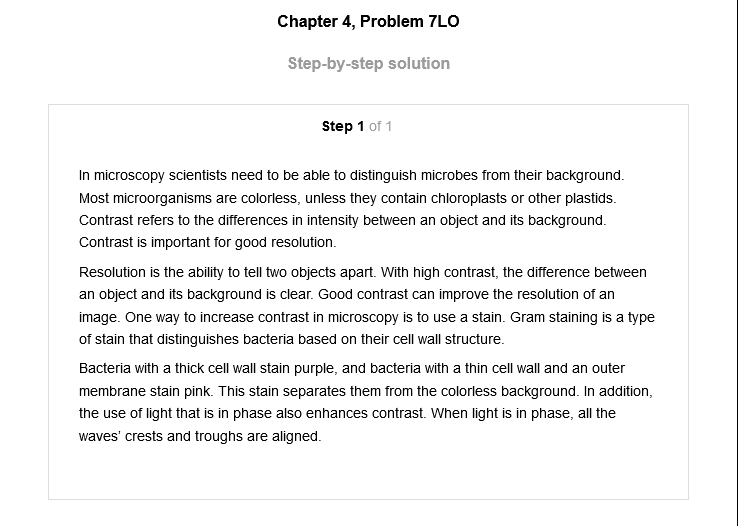 Chapter 4, Problem 7LO
Step-by-step solution
Step 1 of 1
In microscopy scientists need to be able to distinguish microbes from their background.
Most microorganisms are colorless, unless they contain chloroplasts or other plastids.
Contrast refers to the differences in intensity between an object and its background.
Contrast is important for good resolution.
Resolution is the ability to tell two objects apart. With high contrast, the difference between
an object and its background is clear. Good contrast can improve the resolution of an
image. One way to increase contrast in microscopy is to use a stain. Gram staining is a type
of stain that distinguishes bacteria based on their cell wall structure.
Bacteria with a thick cell wall stain purple, and bacteria with a thin cell wall and an outer
membrane stain pink. This stain separates them from the colorless background. In addition,
the use of light that is in phase also enhances contrast. When light is in phase, all the
waves’ crests and troughs are aligned.